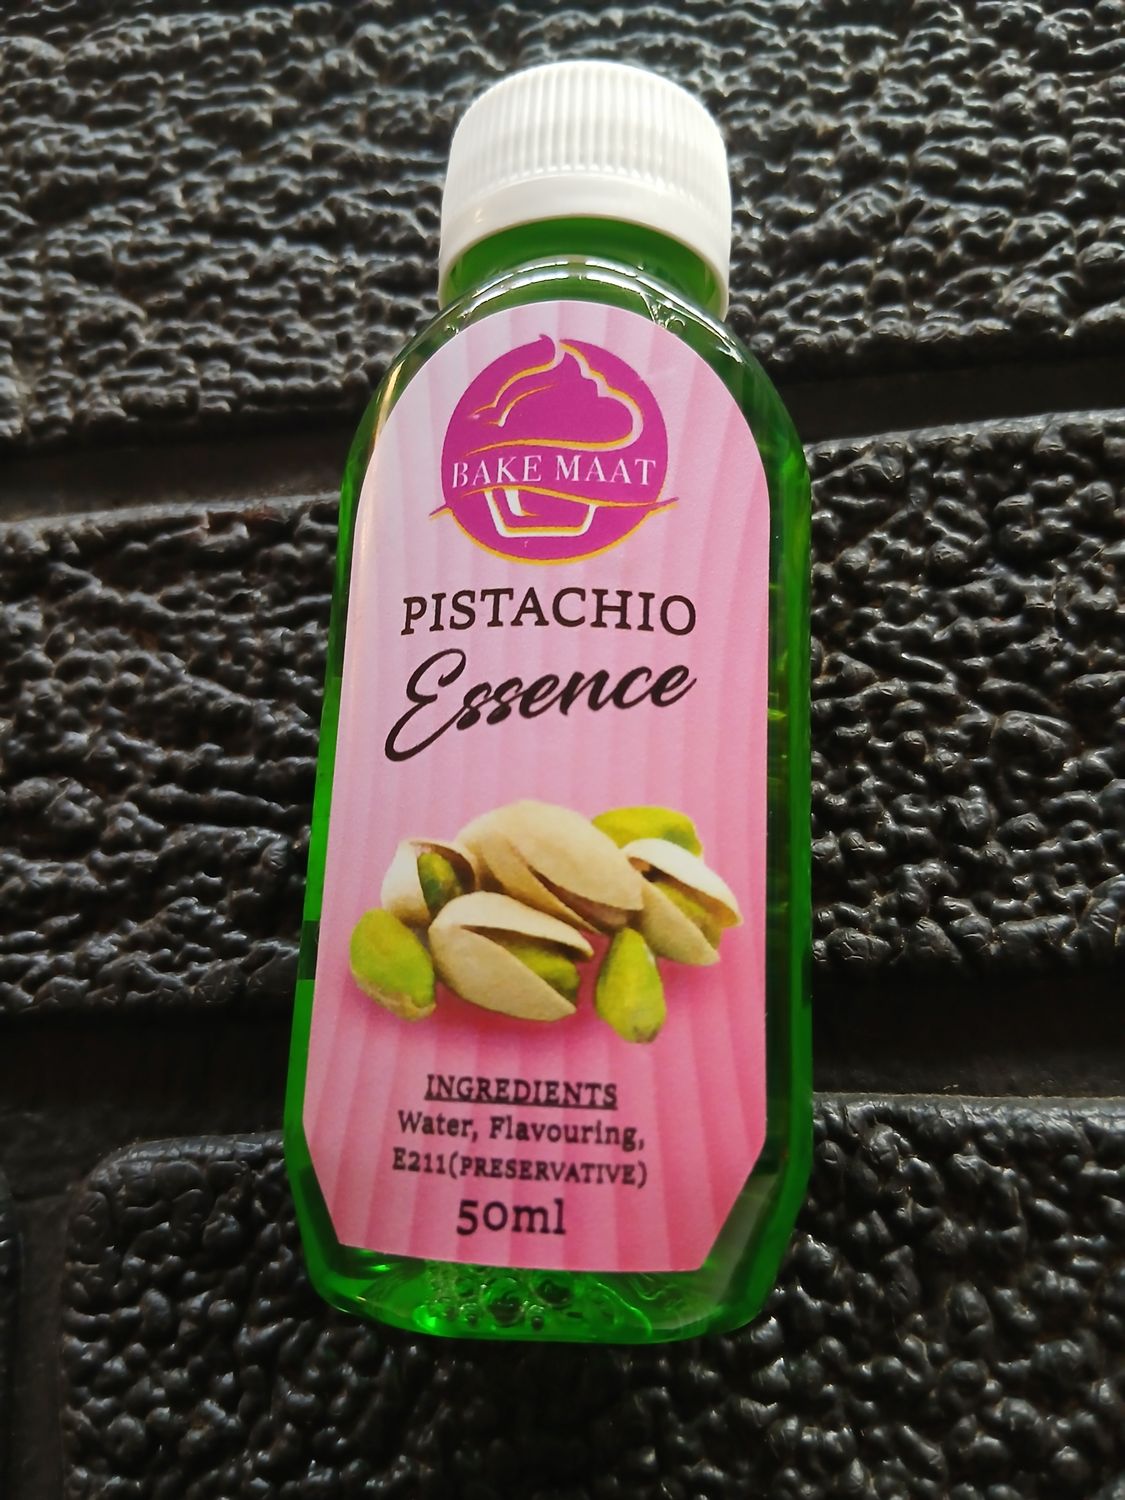 BAKE MAAT
PISTACHIO
Essence
INGREDIENTS
Water, Flavouring,
E211(PRESERVATIVE)
50ml